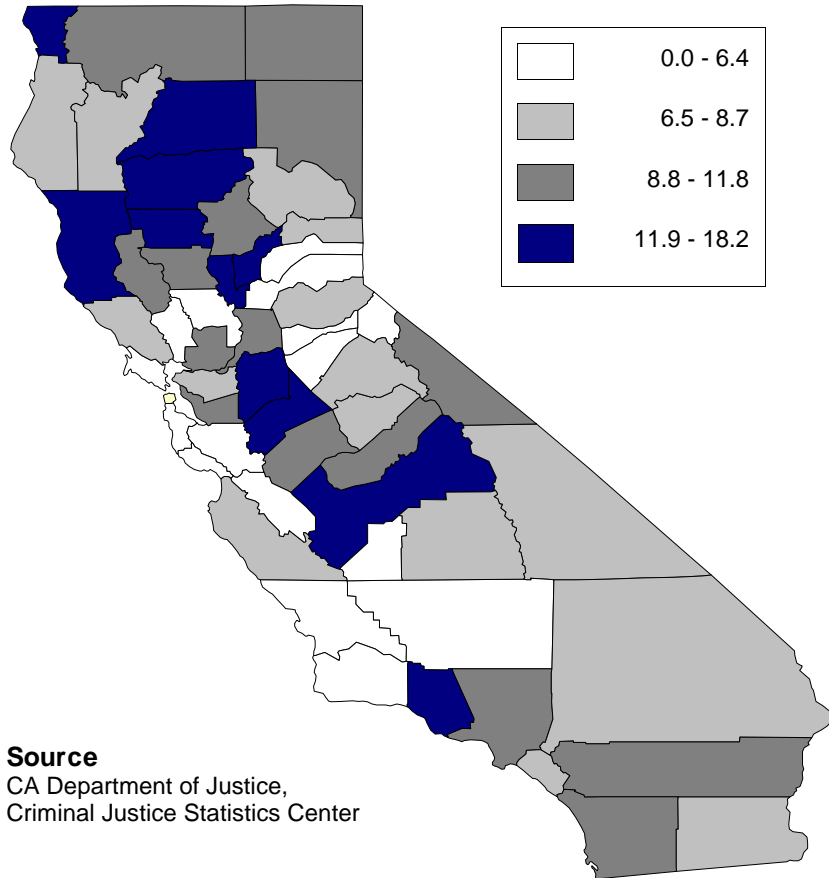 0.0 - 6.4
6.5 - 8.7
8.8 - 11.8
11.9 - 18.2
Source
CA Department of Justice,
Criminal Justice Statistics Center